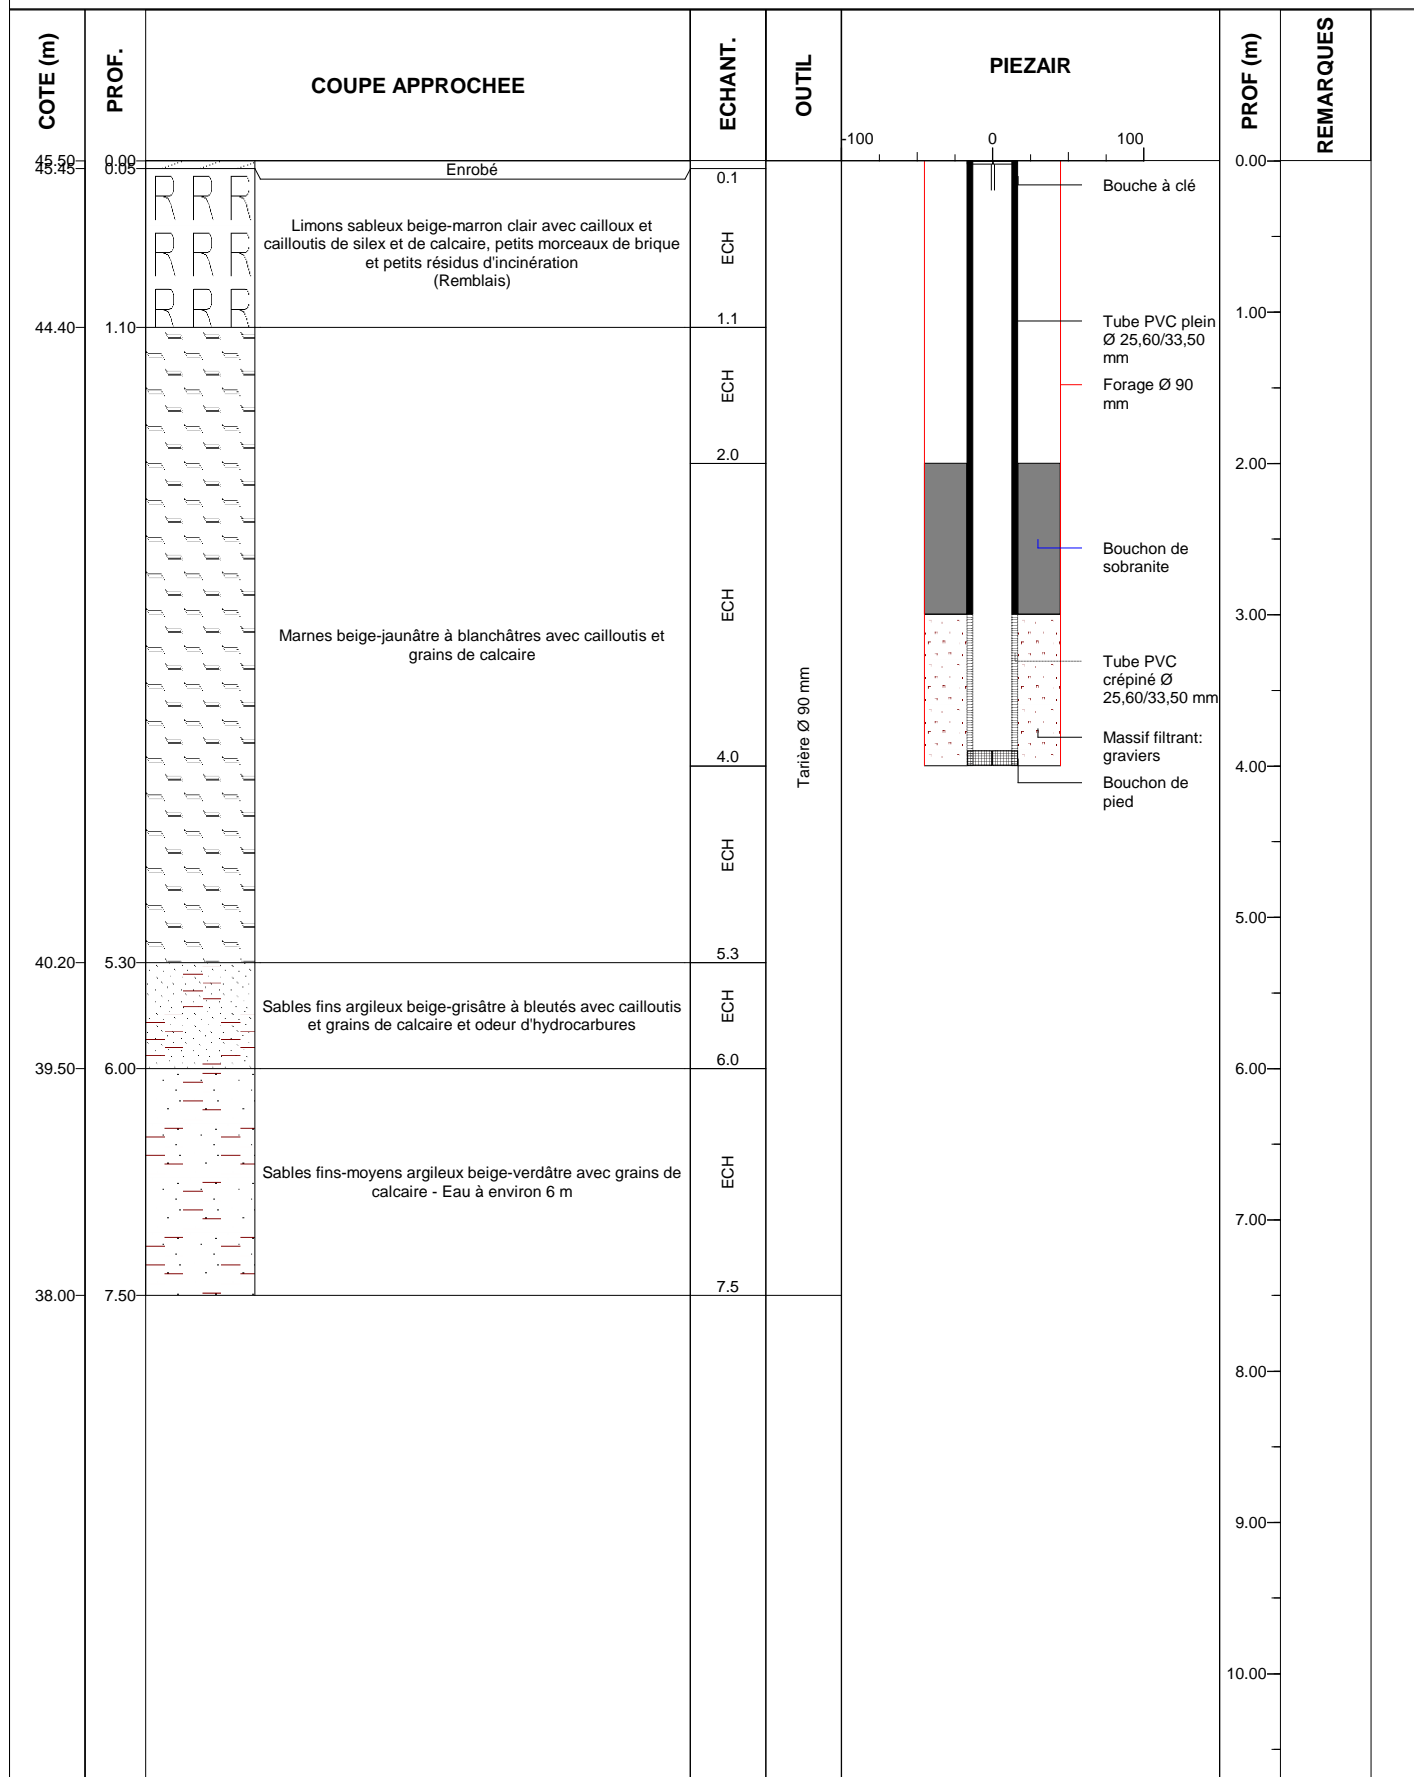 COTE (m)
PROF.
COUPE APPROCHEE
ECHANT.
OUTIL
PIEZAIR
PROF (m)
REMARQUES
-100 0 100
45.50 0.00
45.45 0.05
Enrobé
0.1
Limons sableux beige-marron clair avec cailloux et
cailloutis de silex et de calcaire, petits morceaux de brique
et petits résidus d'incinération
(Remblais)
ECH
1.1
44.40 1.10
ECH
2.0
Marnes beige-jaunâtre à blanchâtres avec cailloutis et
grains de calcaire
ECH
4.0
ECH
5.3
40.20 5.30
Sables fins argileux beige-grisâtre à bleutés avec cailloutis
et grains de calcaire et odeur d'hydrocarbures
ECH
6.0
39.50 6.00
Sables fins-moyens argileux beige-verdâtre avec grains de
calcaire - Eau à environ 6 m
ECH
7.5
38.00 7.50
Tarière Ø 90 mm
Bouche à clé
Tube PVC plein
Ø 25,60/33,50
mm
Forage Ø 90
mm
Bouchon de
sobranite
Tube PVC
crépiné Ø
25,60/33,50 mm
Massif filtrant:
graviers
Bouchon de
pied
0.00
1.00
2.00
3.00
4.00
5.00
6.00
7.00
8.00
9.00
10.00
R R R
R R R
R R R